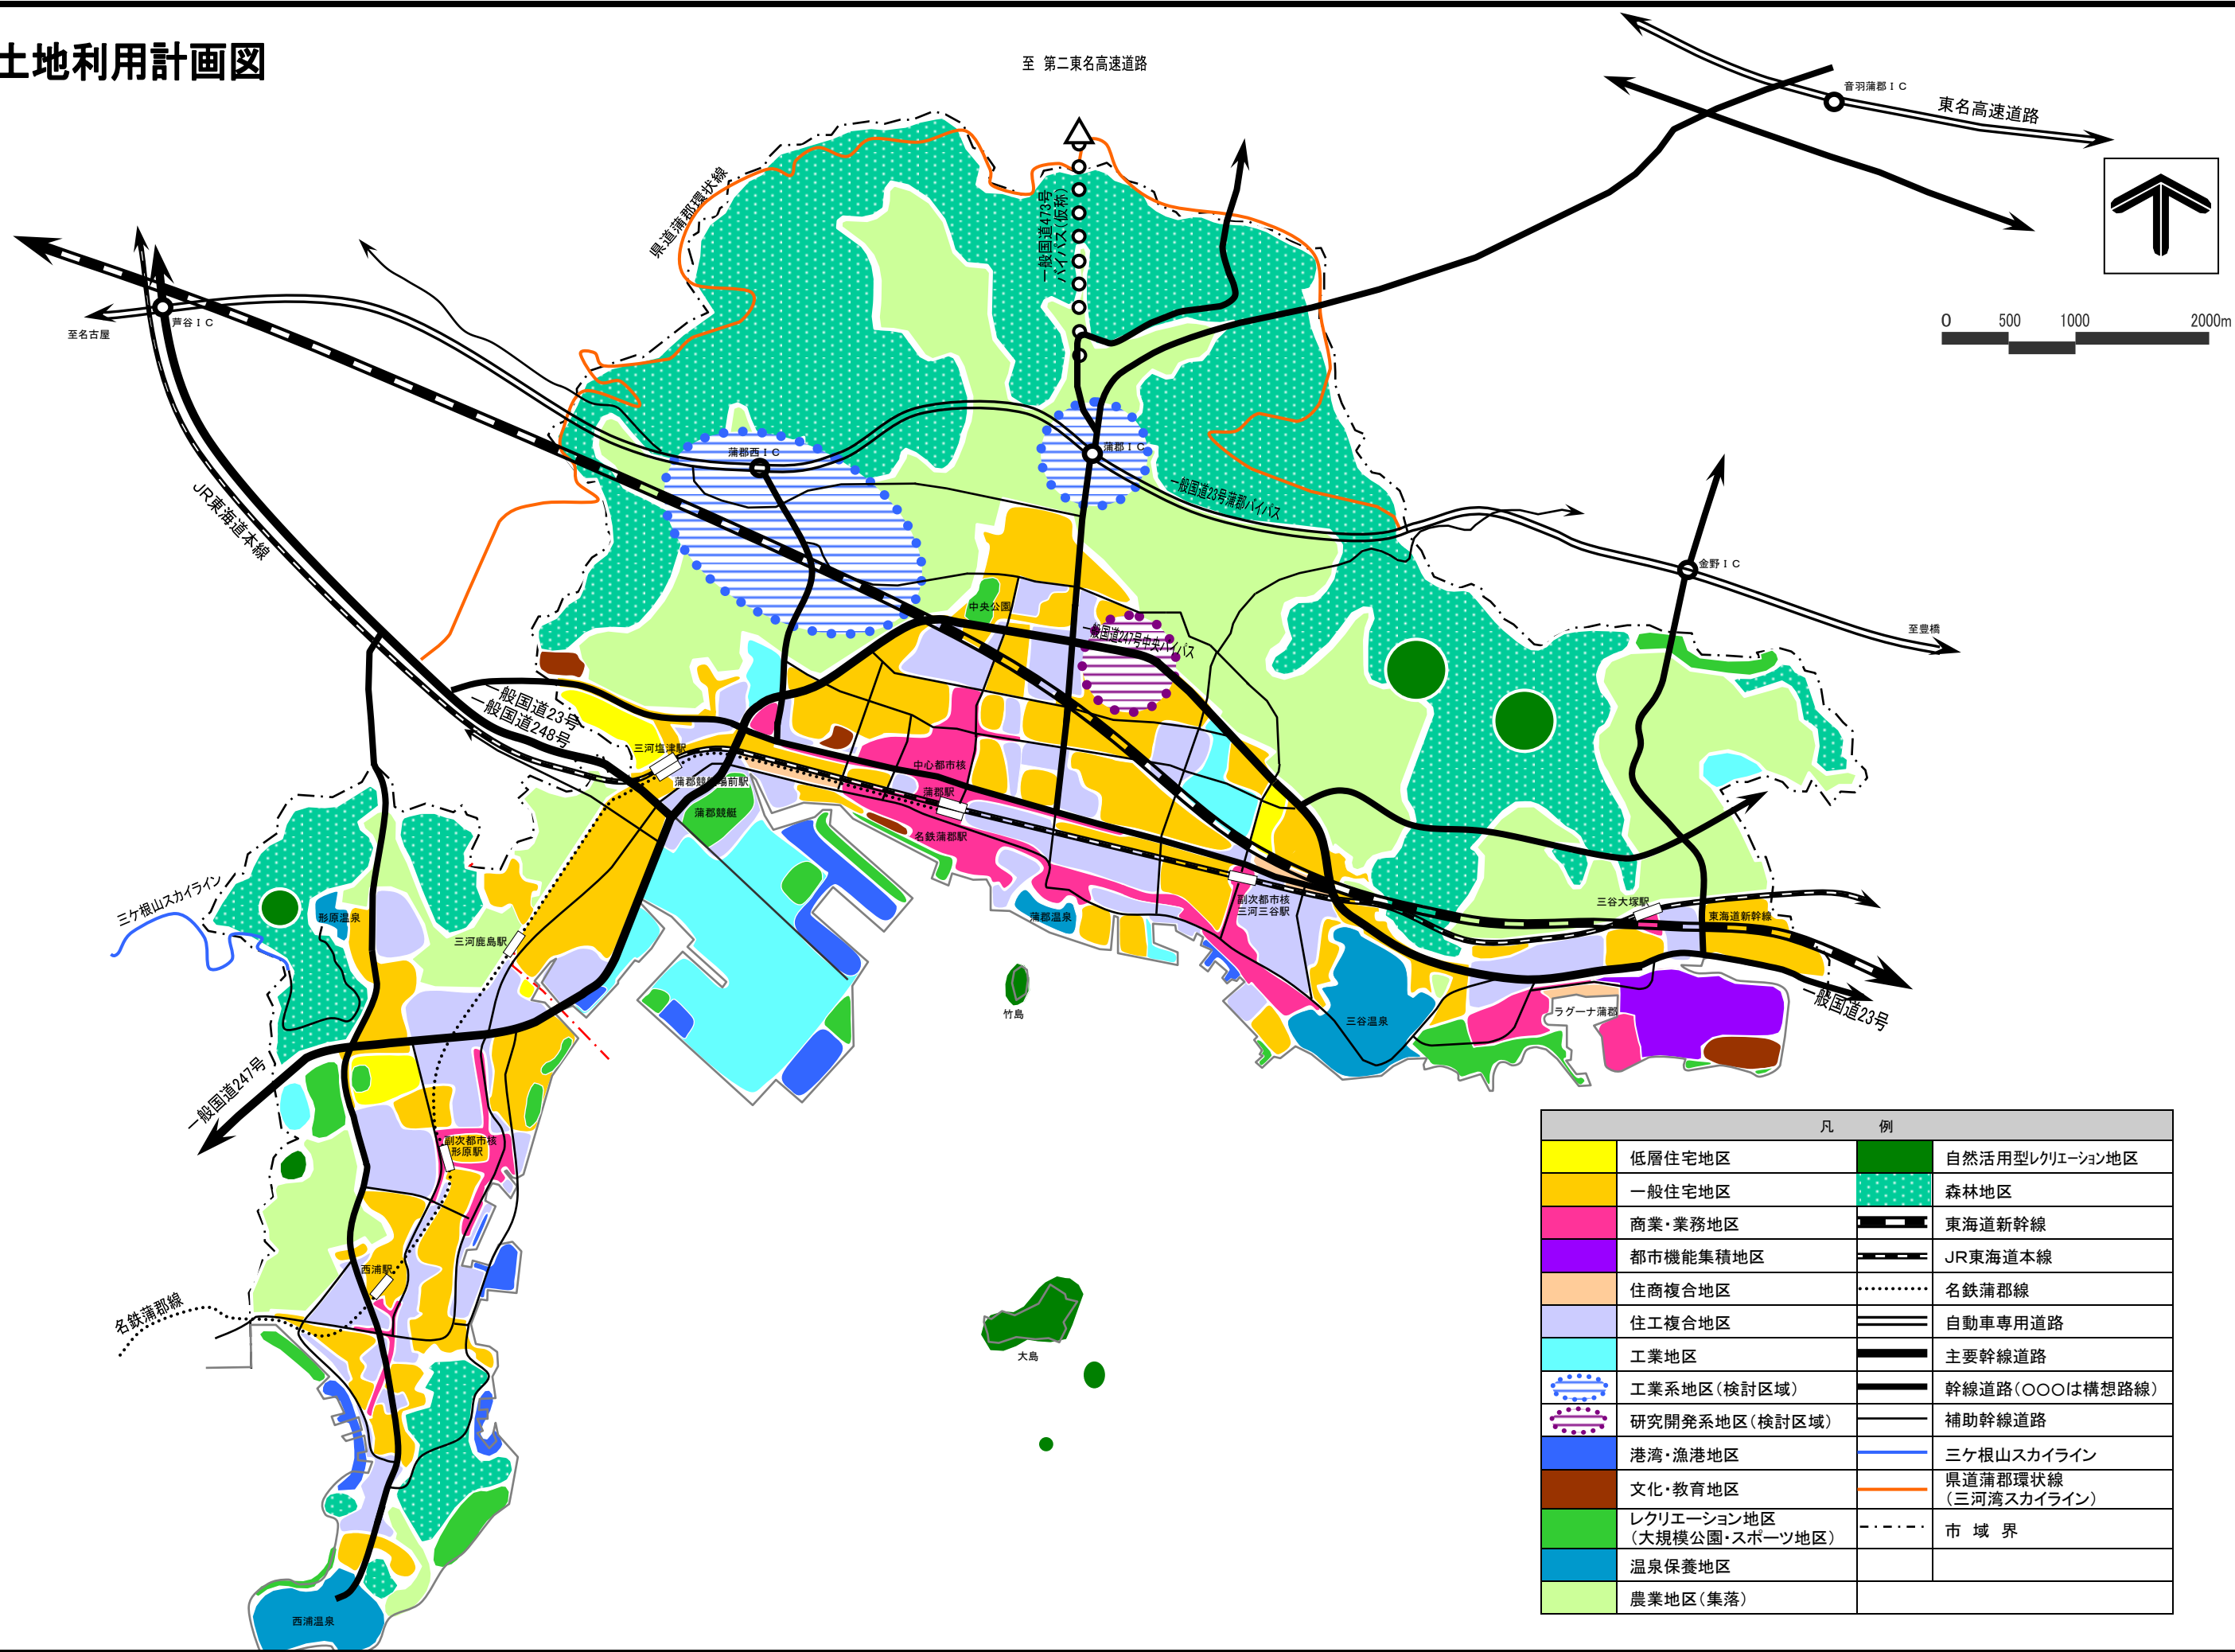 土地利用計画図
至 第二東名高速道路
音羽蒲郡IC
東名高速道路
県道蒲郡環状線
一般国道473号
バイパス(仮称)
0 500 1000 2000m
至名古屋
芦谷IC
蒲郡西IC
蒲郡IC
一般国道23号蒲郡バイパス
JR東海道本線
金野IC
至豊橋
中央公園
一般国道247号中央バイパス
一般国道23号
一般国道248号
三河塩津駅
蒲郡競艇場前駅
蒲郡競艇
中心都市核
蒲郡駅
名鉄蒲郡駅
三ケ根山スカイライン
形原温泉
三河鹿島駅
蒲郡温泉
副次都市核
三河三谷駅
三谷大塚駅
東海道新幹線
竹島
三谷温泉
ラグーナ蒲郡
一般国道23号
一般国道247号
副次都市核
形原駅
西浦駅
名鉄蒲郡線
大島
西浦温泉
凡 例
低層住宅地区
一般住宅地区
商業・業務地区
都市機能集積地区
住商複合地区
住工複合地区
工業地区
工業系地区(検討区域)
研究開発系地区(検討区域)
港湾・漁港地区
文化・教育地区
レクリエーション地区
(大規模公園・スポーツ地区)
温泉保養地区
農業地区(集落)
自然活用型レクリエーション地区
森林地区
東海道新幹線
JR東海道本線
名鉄蒲郡線
自動車専用道路
主要幹線道路
幹線道路(○○○は構想路線)
補助幹線道路
三ケ根山スカイライン
県道蒲郡環状線
(三河湾スカイライン)
市 域 界